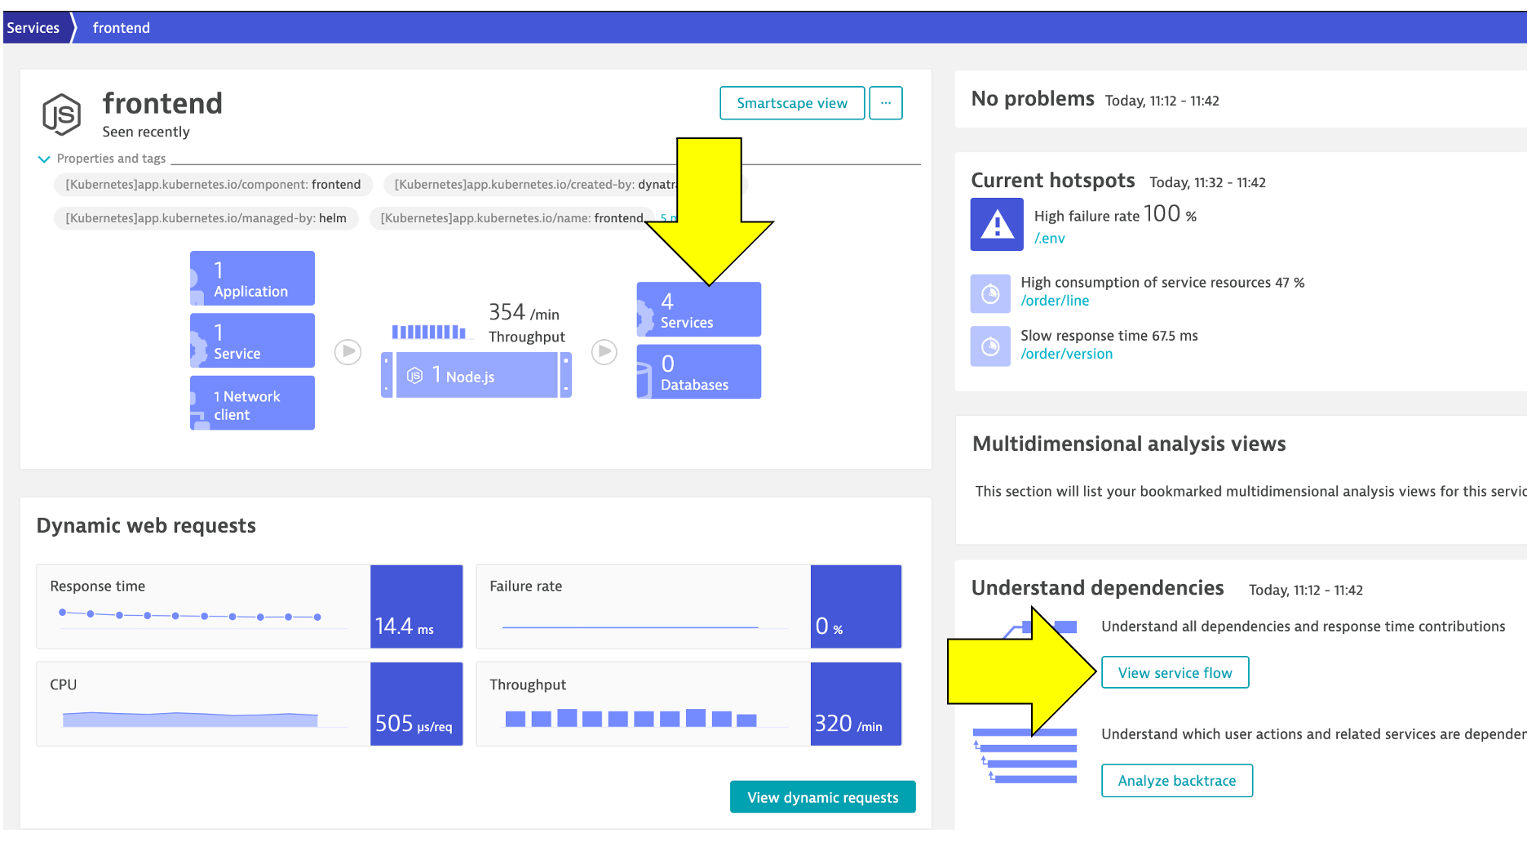 Services
frontend
frontend
Seen recently
Smartscape view
...
Properties and tags
[Kubernetes]app.kubernetes.io/component: frontend
[Kubernetes]app.kubernetes.io/created-by:
[Kubernetes]app.kubernetes.io/managed-by: helm
[Kubernetes]app.kubernetes.io/name: frontend
5
1
Application
1
Service
1 Network
client
354 /min
Throughput
JS 1 Node.js
4
Services
0
Databases
Dynamic web requests
Response time
14.4 ms
Failure rate
0 %
CPU
505 µs/req
Throughput
320 /min
View dynamic requests
No problems Today, 11:12 - 11:42
Current hotspots Today, 11:32 - 11:42
High failure rate 100 %
/.env
High consumption of service resources 47 %
/order/line
Slow response time 67.5 ms
/order/version
Multidimensional analysis views
This section will list your bookmarked multidimensional analysis views for this
Understand dependencies Today, 11:12 - 11:42
Understand all dependencies and response time contributions
View service flow
Understand which user actions and related services are
Analyze backtrace